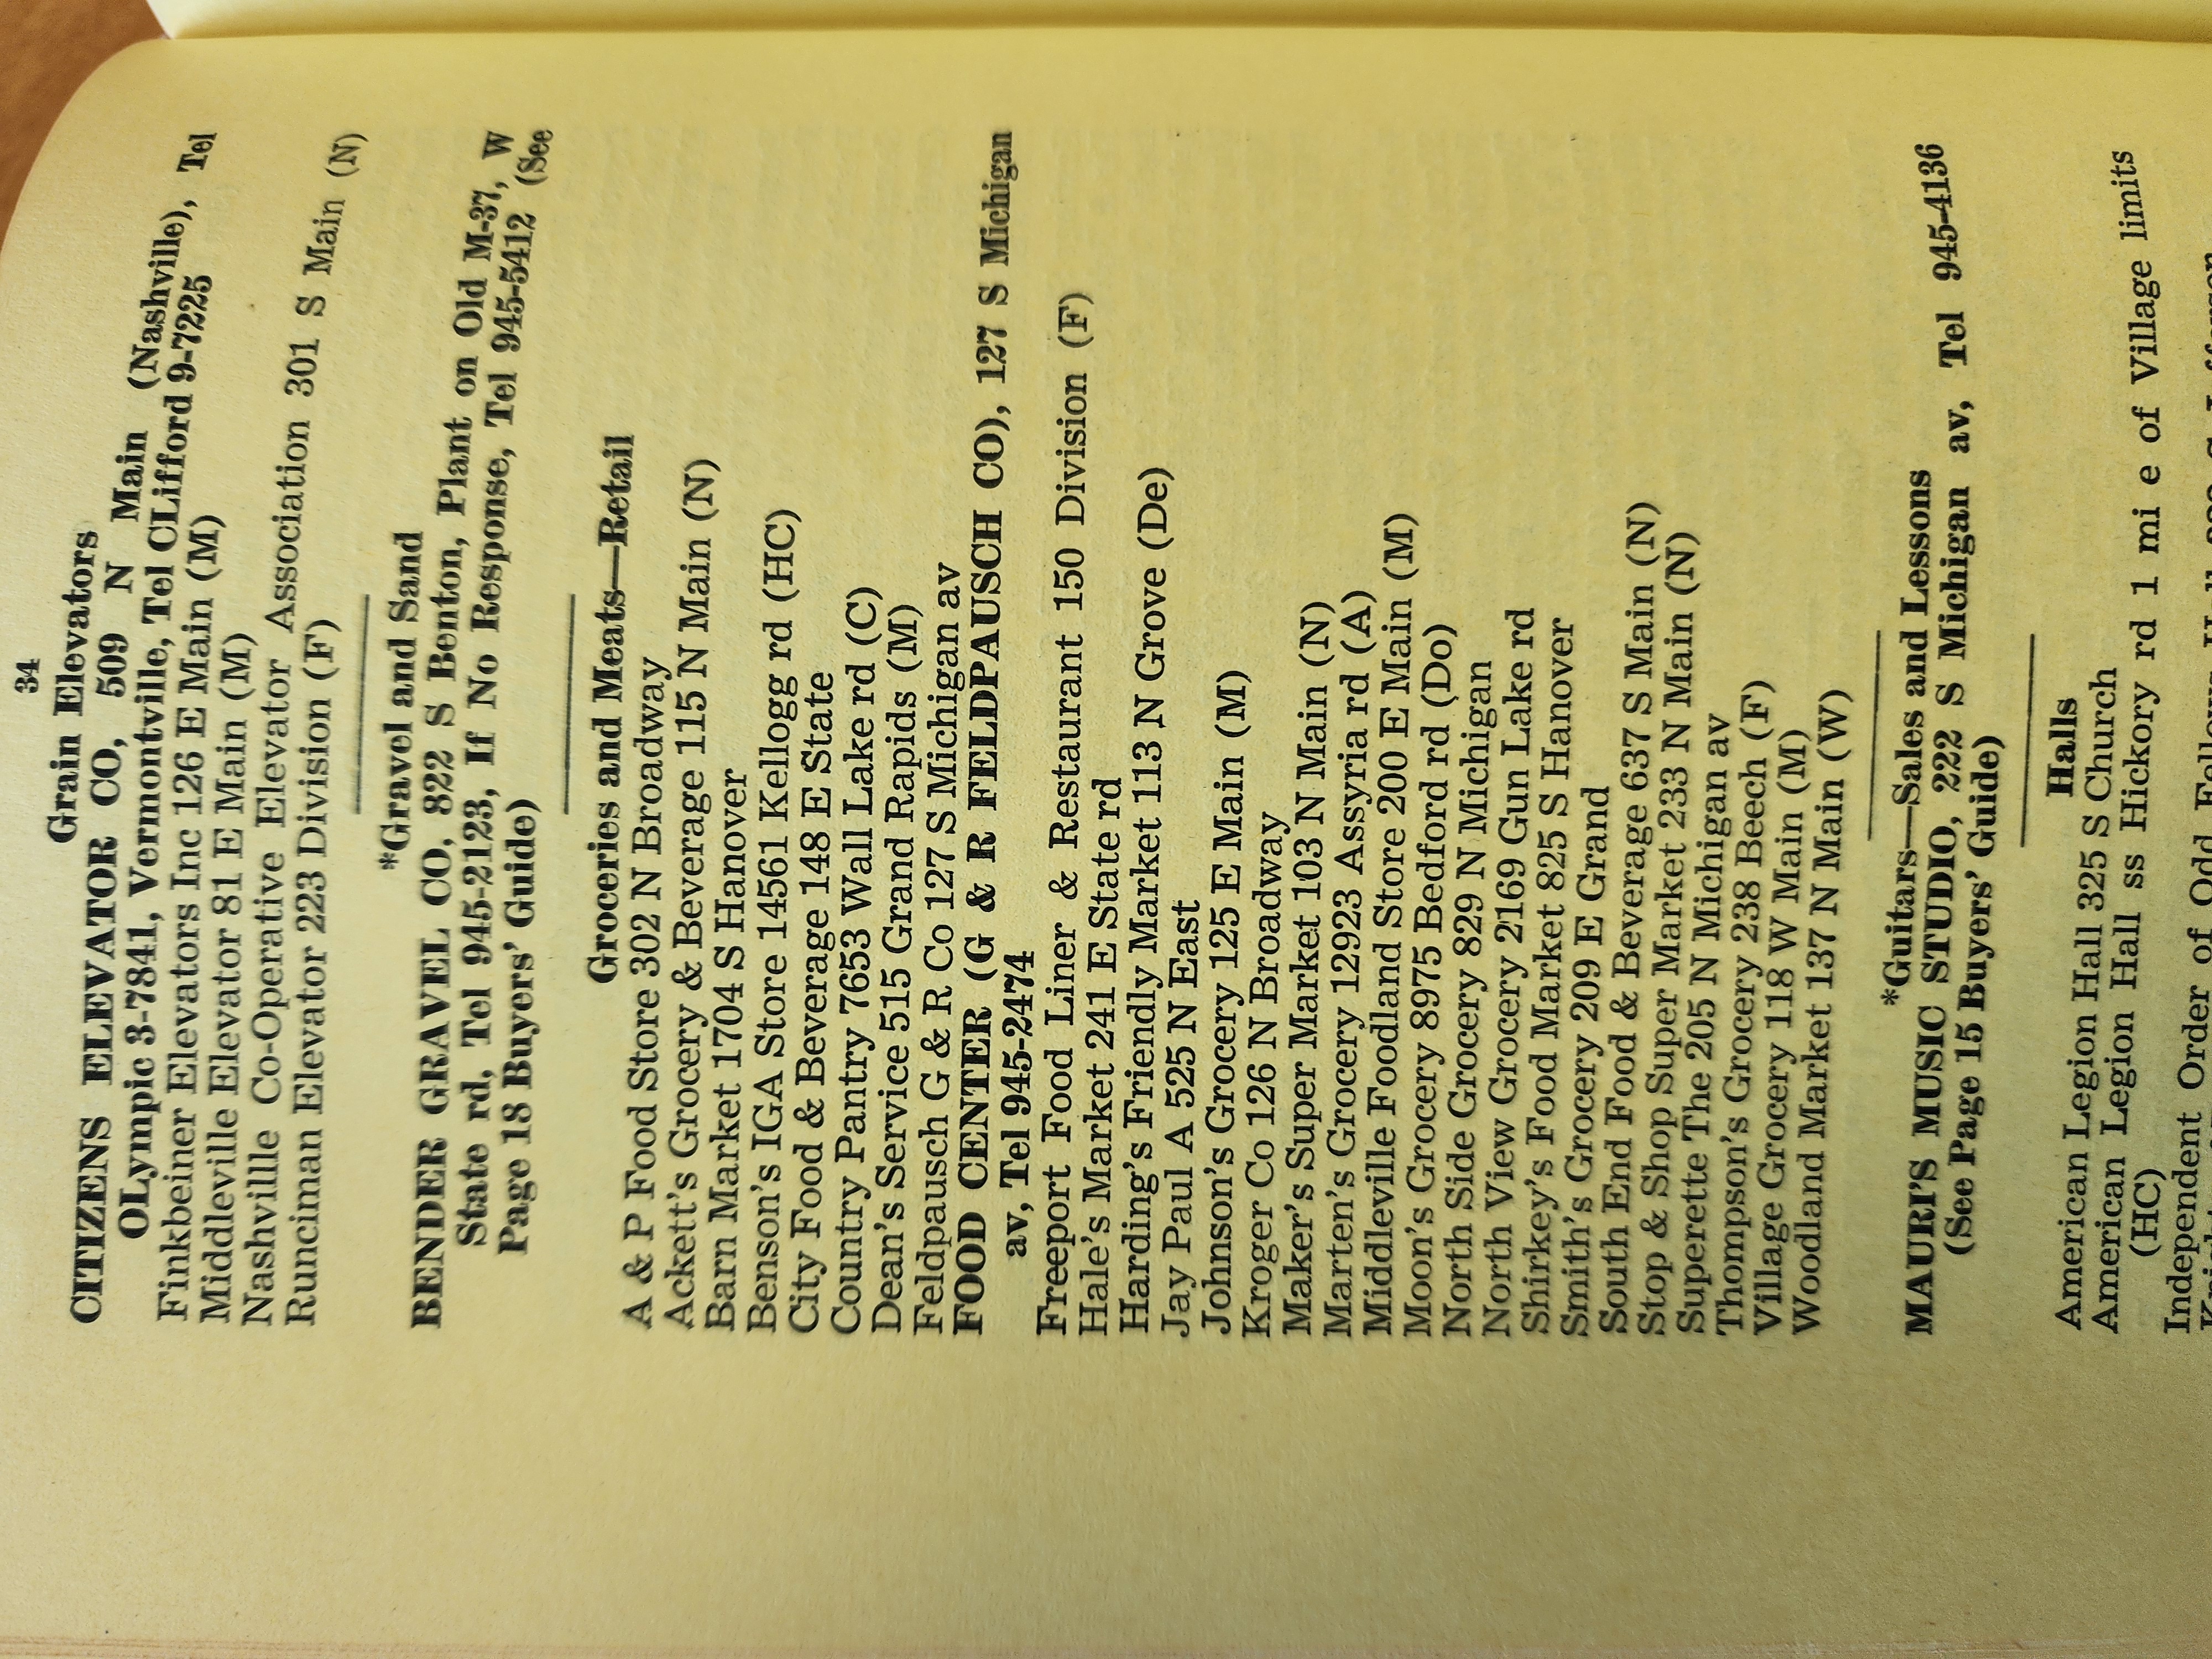 34
Grain Elevators
CITIZENS ELEVATOR CO, 509 N Main (Nashville), Tel
OLympic 3-7841, Vermontville, Tel CLifford 9-7225
Finkbeiner Elevators Inc 126 E Main (M)
Middleville Elevator 81 E Main (M)
Nashville Co-Operative Elevator Association 301 S Main (N)
Runciman Elevator 223 Division (F)
*Gravel and Sand
BENDER GRAVEL CO, 822 S Benton, Plant on Old M-37, W
State rd, Tel 945-2123, If No Response, Tel 945-5412 (See
Page 18 Buyers' Guide)
Groceries and Meats—Retail
A & P Food Store 302 N Broadway
Ackett's Grocery & Beverage 115 N Main (N)
Barn Market 1704 S Hanover
Benson's IGA Store 14561 Kellogg rd (HC)
City Food & Beverage 148 E State
Country Pantry 7653 Wall Lake rd (C)
Dean's Service 515 Grand Rapids (M)
Feldpausch G & R Co 127 S Michigan av
FOOD CENTER (G & R FELDPAUSCH CO), 127 S Michigan
av, Tel 945-2474
Freeport Food Liner & Restaurant 150 Division (F)
Hale's Market 241 E State rd
Harding's Friendly Market 113 N Grove (De)
Jay Paul A 525 N East
Johnson's Grocery 125 E Main (M)
Kroger Co 126 N Broadway
Maker's Super Market 103 N Main (N)
Marten's Grocery 12923 Assyria rd (A)
Middleville Foodland Store 200 E Main (M)
Moon's Grocery 8975 Bedford rd (Do)
North Side Grocery 829 N Michigan
North View Grocery 2169 Gun Lake rd
Shirkey's Food Market 825 S Hanover
Smith's Grocery 209 E Grand
South End Food & Beverage 637 S Main (N)
Stop & Shop Super Market 233 N Main (N)
Superette The 205 N Michigan av
Thompson's Grocery 238 Beech (F)
Village Grocery 118 W Main (M)
Woodland Market 137 N Main (W)
*Guitars—Sales and Lessons
MAURI'S MUSIC STUDIO, 222 S Michigan av, Tel 945-4136
(See Page 15 Buyers' Guide)
Halls
American Legion Hall 325 S Church
American Legion Hall ss Hickory rd 1 mi e of Village limits
(HC)
Independent Order of Odd